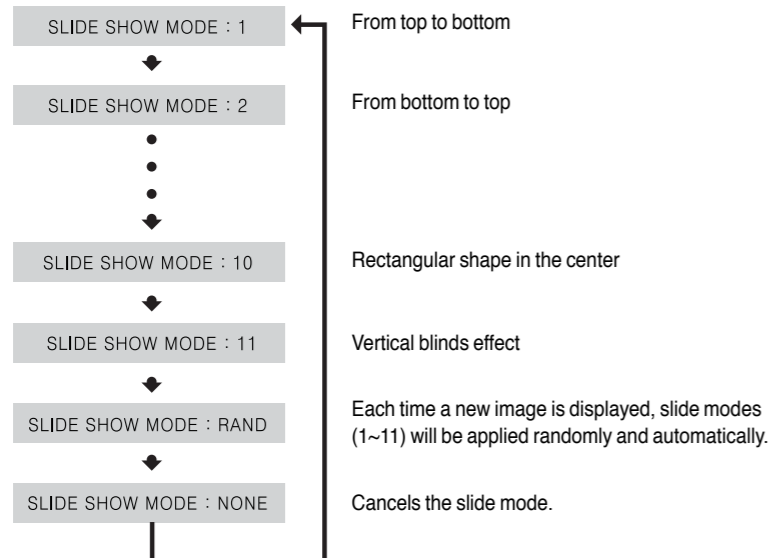 SLIDE SHOW MODE : 1
From top to bottom
SLIDE SHOW MODE : 2
From bottom to top
SLIDE SHOW MODE : 10
Rectangular shape in the center
SLIDE SHOW MODE : 11
Vertical blinds effect
SLIDE SHOW MODE : RAND
Each time a new image is displayed, slide modes
(1~11) will be applied randomly and automatically.
SLIDE SHOW MODE : NONE
Cancels the slide mode.